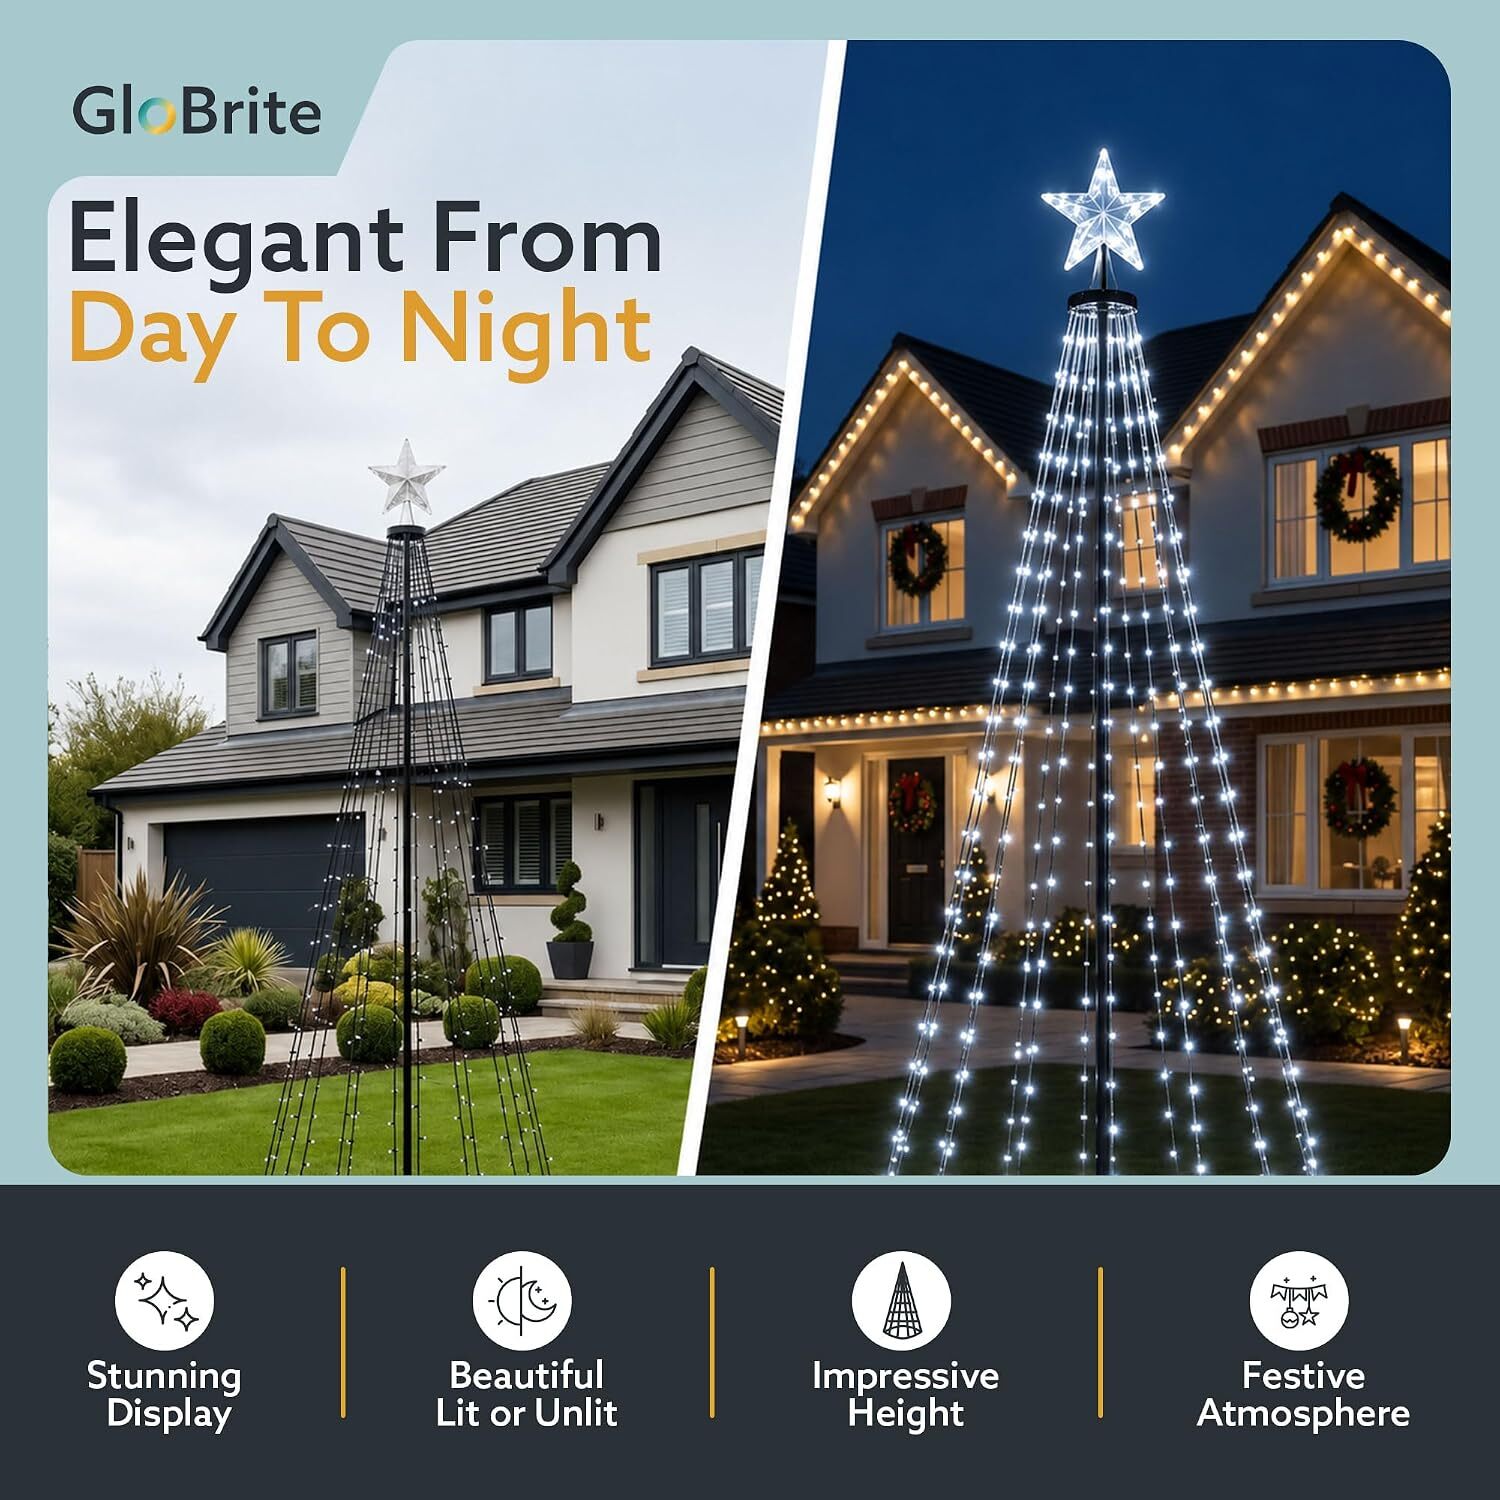 GloBrite
Elegant From
Day To Night
Stunning
Display
Beautiful
Lit or Unlit
Impressive
Height
Festive
Atmosphere